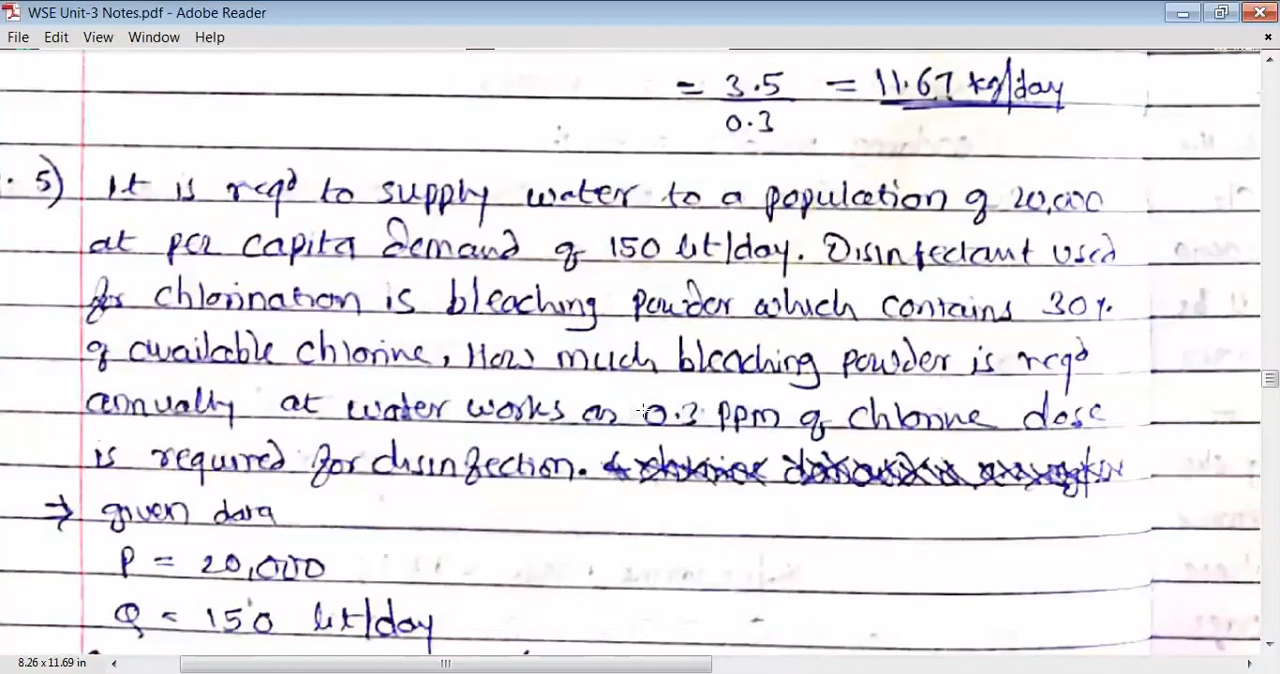 WSE Unit-3 Notes.pdf - Adobe Reader
File Edit View Window Help
= 3.5 = 11.67 kg/day
0.3
. 5) It is reqd to supply water to a population of 20,000
at per capita demand of 150 lit/day. Disinfectant used
for chlorination is bleaching powder which contains 30%
of available chlorine, How much bleaching powder is reqd
annually at water works as 0.3 ppm of chlorine dose
is required for disinfection.
⇒ given data
P = 20,000
Q = 150 lit/day
8.26 x 11.69 in